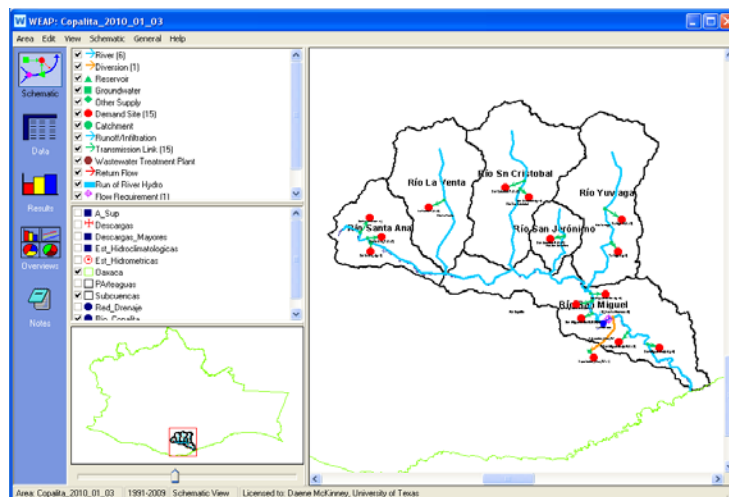 WEAP: Copalita_2010_01_03
Area Edit View Schematic General Help
Schematic
Data
Results
Overviews
Notes
River (6)
Diversion (1)
Reservoir
Groundwater
Other Supply
Demand Site (15)
Catchment
Runoff/Infiltration
Transmission Link (15)
Wastewater Treatment Plant
Return Flow
Run of River Hydro
Flow Requirement (1)
A_Sup
Descargas
Descargas_Mayores
Est_Hidroclimatologicas
Est_Hidrometricas
Oaxaca
PArteaguas
Subcuencas
Red_Drenaje
Rio_Copalita
Río La Venta
Río Sn Cristobal
Río Yuviaga
Río Santa Ana
Río San Jerónimo
Río San Miguel
Area: Copalita_2010_01_03 1991-2009 Schematic View Licensed to: Daene McKinney, University of Texas